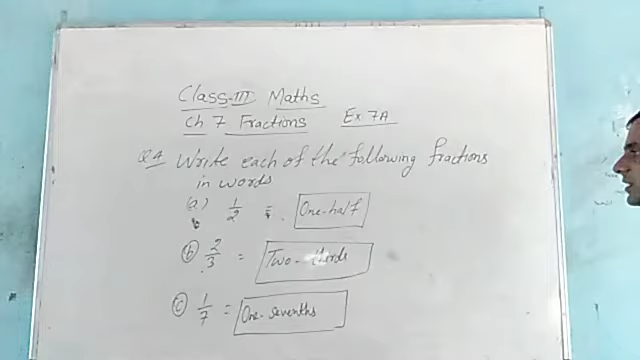 Class-III Maths
Ch 7 Fractions Ex 7A
Q4 Write each of the following fractions
in words
(a) 1/2 = One-half
(b) 2/3 = Two-thirds
(c) 1/7 = One-sevenths